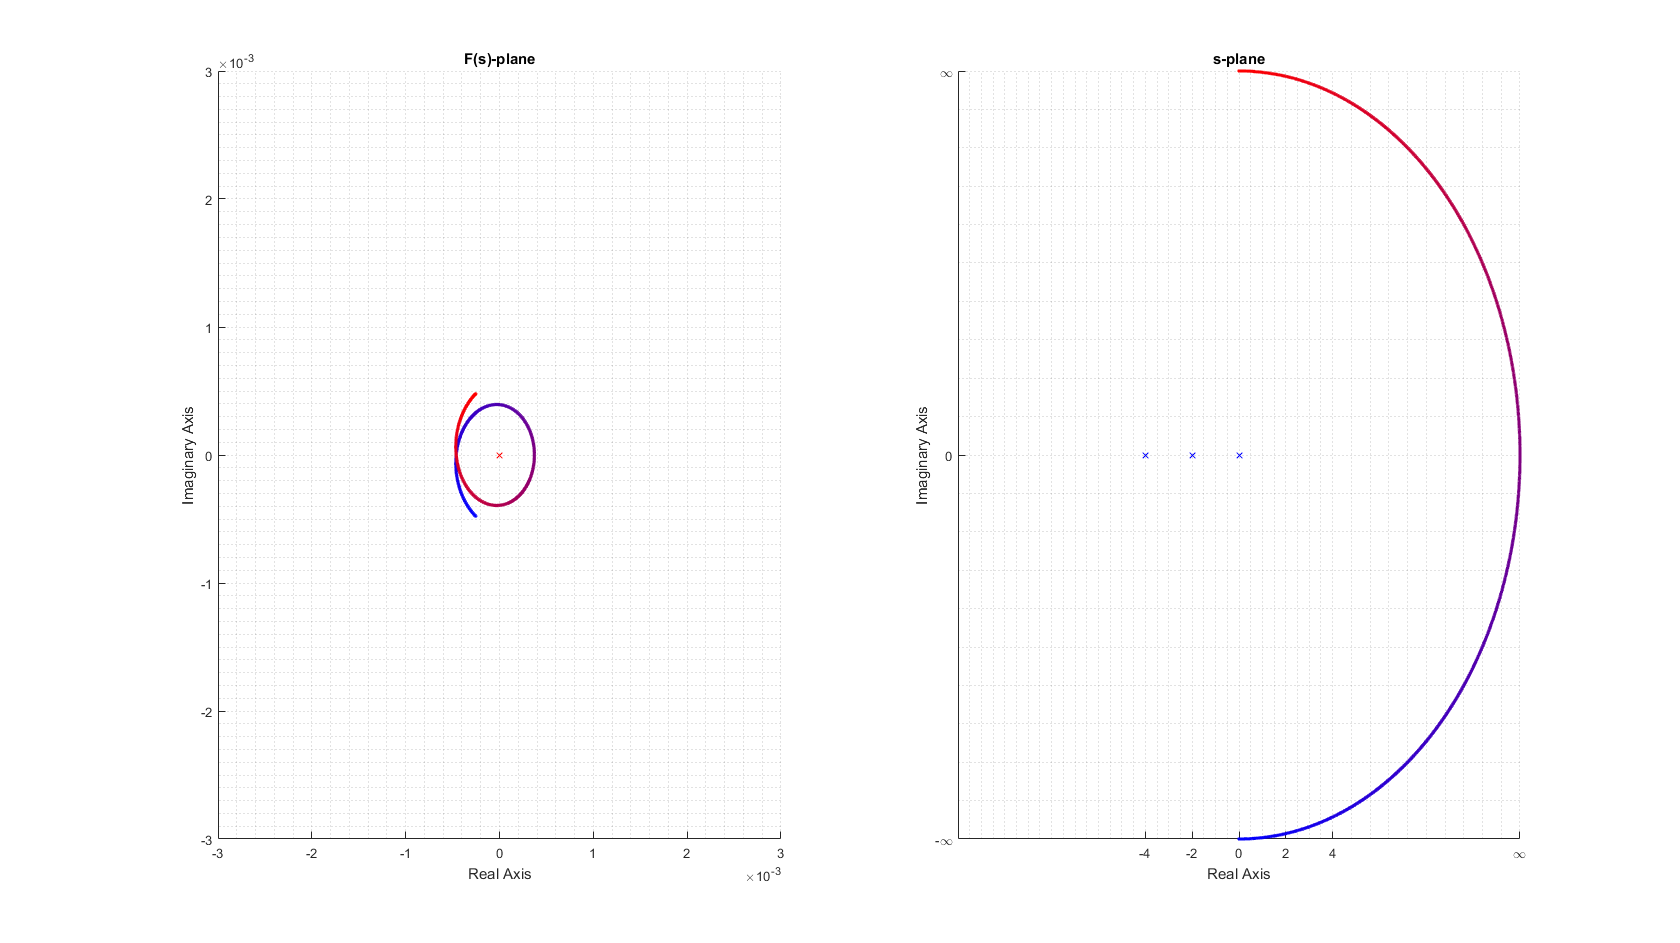 F(s)-plane
×10-3
3
2
1
0
-1
-2
-3
Imaginary Axis
-3 -2 -1 0 1 2 3
Real Axis
×10-3
s-plane
∞
0
-∞
Imaginary Axis
-4 -2 0 2 4 ∞
Real Axis